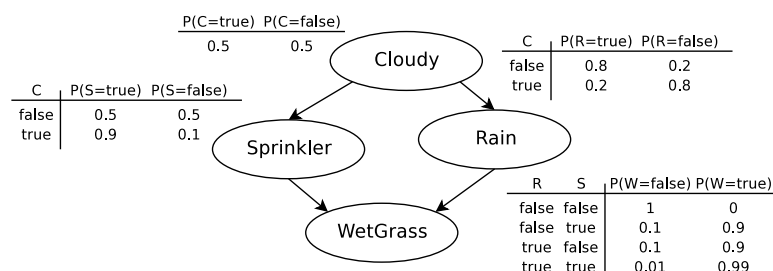 P(C=true) P(C=false)
0.5 0.5
Cloudy
C P(R=true) P(R=false)
false 0.8 0.2
true 0.2 0.8
C P(S=true) P(S=false)
false 0.5 0.5
true 0.9 0.1
Sprinkler
Rain
WetGrass
R S P(W=false) P(W=true)
false false 1 0
false true 0.1 0.9
true false 0.1 0.9
true true 0.01 0.99